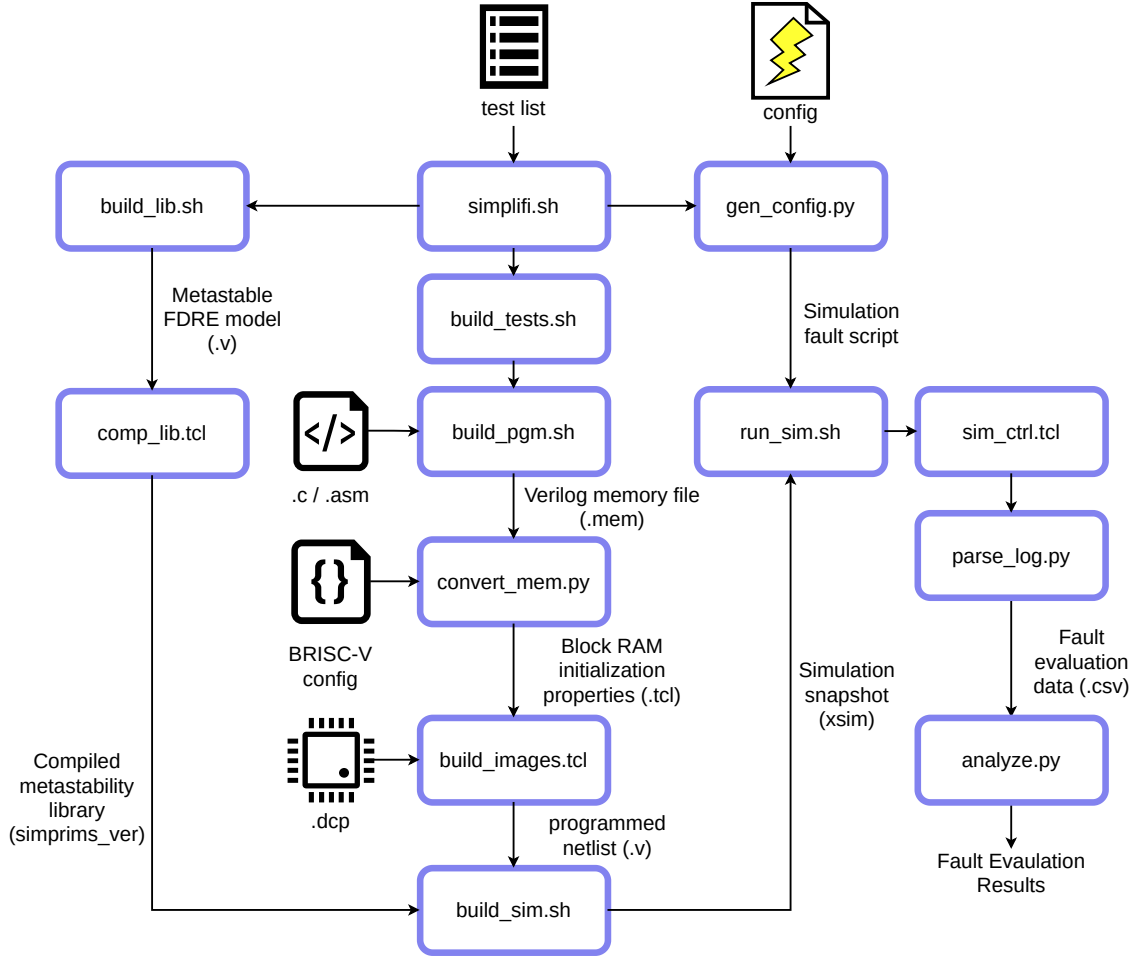 test list
config
build_lib.sh
simplifi.sh
gen_config.py
Metastable
FDRE model
(.v)
build_tests.sh
Simulation
fault script
comp_lib.tcl
</>
build_pgm.sh
run_sim.sh
sim_ctrl.tcl
.c / .asm
Verilog memory file
(.mem)
{}
convert_mem.py
parse_log.py
BRISC-V
config
Block RAM
initialization
properties (.tcl)
Simulation
snapshot
(xsim)
Fault
evaluation
data (.csv)
Compiled
metastability
library
(simprims_ver)
build_images.tcl
analyze.py
.dcp
programmed
netlist (.v)
build_sim.sh
Fault Evaulation
Results